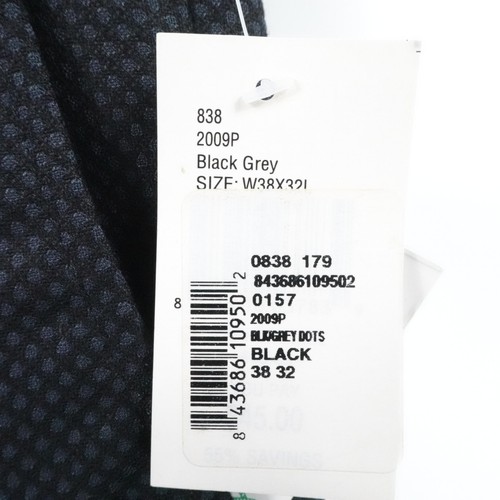 838
2009P
Black Grey
SIZE: W38X32L
0838 179
843686109502
0157
2009P
BLK/GREY DOTS
BLACK
38 32
8 43686 10950 2